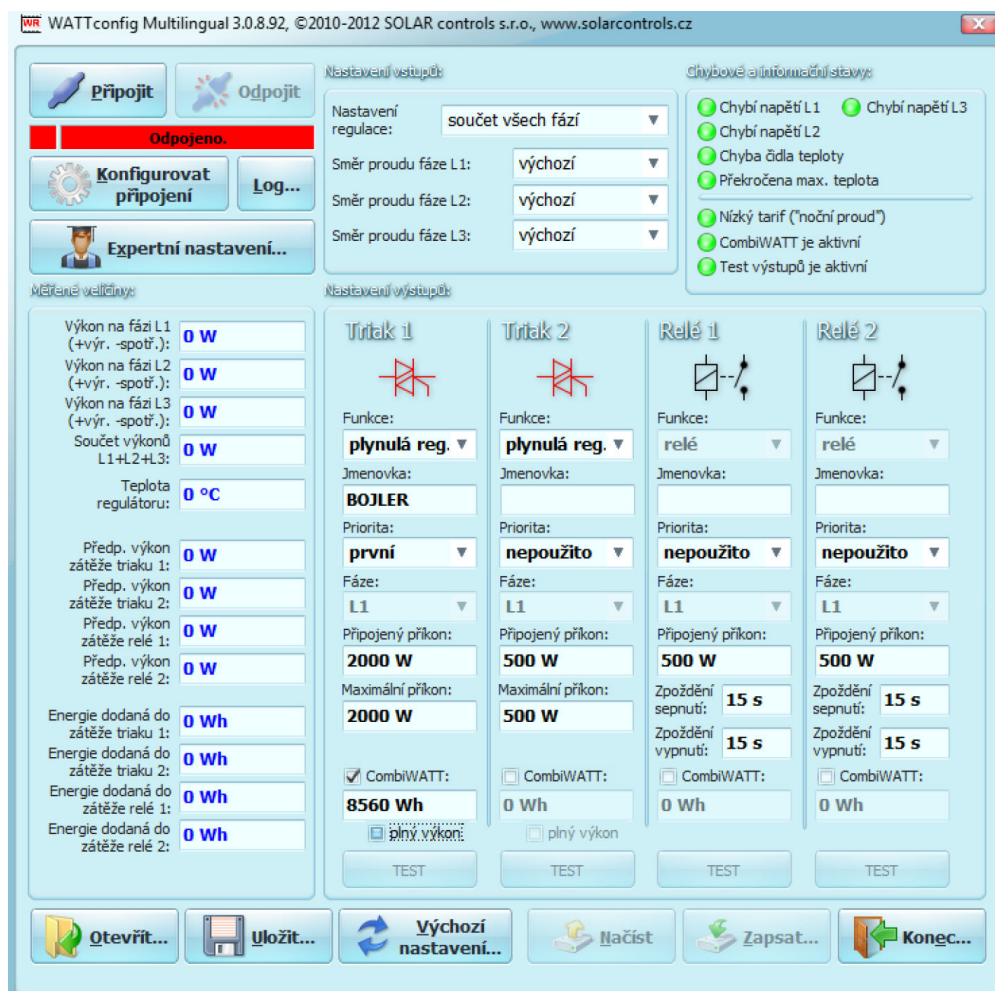 WR WATTconfig Multilingual 3.0.8.92, ©2010-2012 SOLAR controls s.r.o., www.solarcontrols.cz
Připojit
Odpojit
Odpojeno.
Konfigurovat
připojení
Log...
Expertní nastavení...
Nastavení vstupů:
Nastavení
regulace:
součet všech fází
Směr proudu fáze L1:
výchozí
Směr proudu fáze L2:
výchozí
Směr proudu fáze L3:
výchozí
Chybové a informační stavy:
Chybí napětí L1
Chybí napětí L3
Chybí napětí L2
Chyba čidla teploty
Překročena max. teplota
Nízký tarif ("noční proud")
CombiWATT je aktivní
Test výstupů je aktivní
Měřené veličiny:
Výkon na fázi L1
(+výr. -spotř.):
0 W
Výkon na fázi L2
(+výr. -spotř.):
0 W
Výkon na fázi L3
(+výr. -spotř.):
0 W
Součet výkonů
L1+L2+L3:
0 W
Teplota
regulátoru:
0 °C
Předp. výkon
zátěže triaku 1:
0 W
Předp. výkon
zátěže triaku 2:
0 W
Předp. výkon
zátěže relé 1:
0 W
Předp. výkon
zátěže relé 2:
0 W
Energie dodaná do
zátěže triaku 1:
0 Wh
Energie dodaná do
zátěže triaku 2:
0 Wh
Energie dodaná do
zátěže relé 1:
0 Wh
Energie dodaná do
zátěže relé 2:
0 Wh
Nastavení výstupů:
Triak 1
Funkce:
plynulá reg.
Jmenovka:
BOJLER
Priorita:
první
Fáze:
L1
Připojený příkon:
2000 W
Maximální příkon:
2000 W
CombiWATT:
8560 Wh
plný výkon
TEST
Triak 2
Funkce:
plynulá reg.
Jmenovka:
Priorita:
nepoužito
Fáze:
L1
Připojený příkon:
500 W
Maximální příkon:
500 W
CombiWATT:
0 Wh
plný výkon
TEST
Relé 1
Funkce:
relé
Jmenovka:
Priorita:
nepoužito
Fáze:
L1
Připojený příkon:
500 W
Zpoždění
sepnutí:
15 s
Zpoždění
vypnutí:
15 s
CombiWATT:
0 Wh
TEST
Relé 2
Funkce:
relé
Jmenovka:
Priorita:
nepoužito
Fáze:
L1
Připojený příkon:
500 W
Zpoždění
sepnutí:
15 s
Zpoždění
vypnutí:
15 s
CombiWATT:
0 Wh
TEST
Otevřít...
Uložit...
Výchozí
nastavení...
Načíst
Zapsat...
Konec...